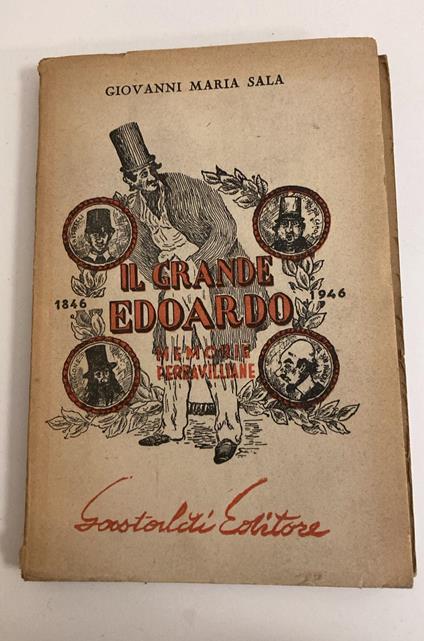 GIOVANNI MARIA SALA
IL GRANDE
1846
1946
EDOARDO
MEMORIE
FERRAVILLIANE
Gastaldi Editore